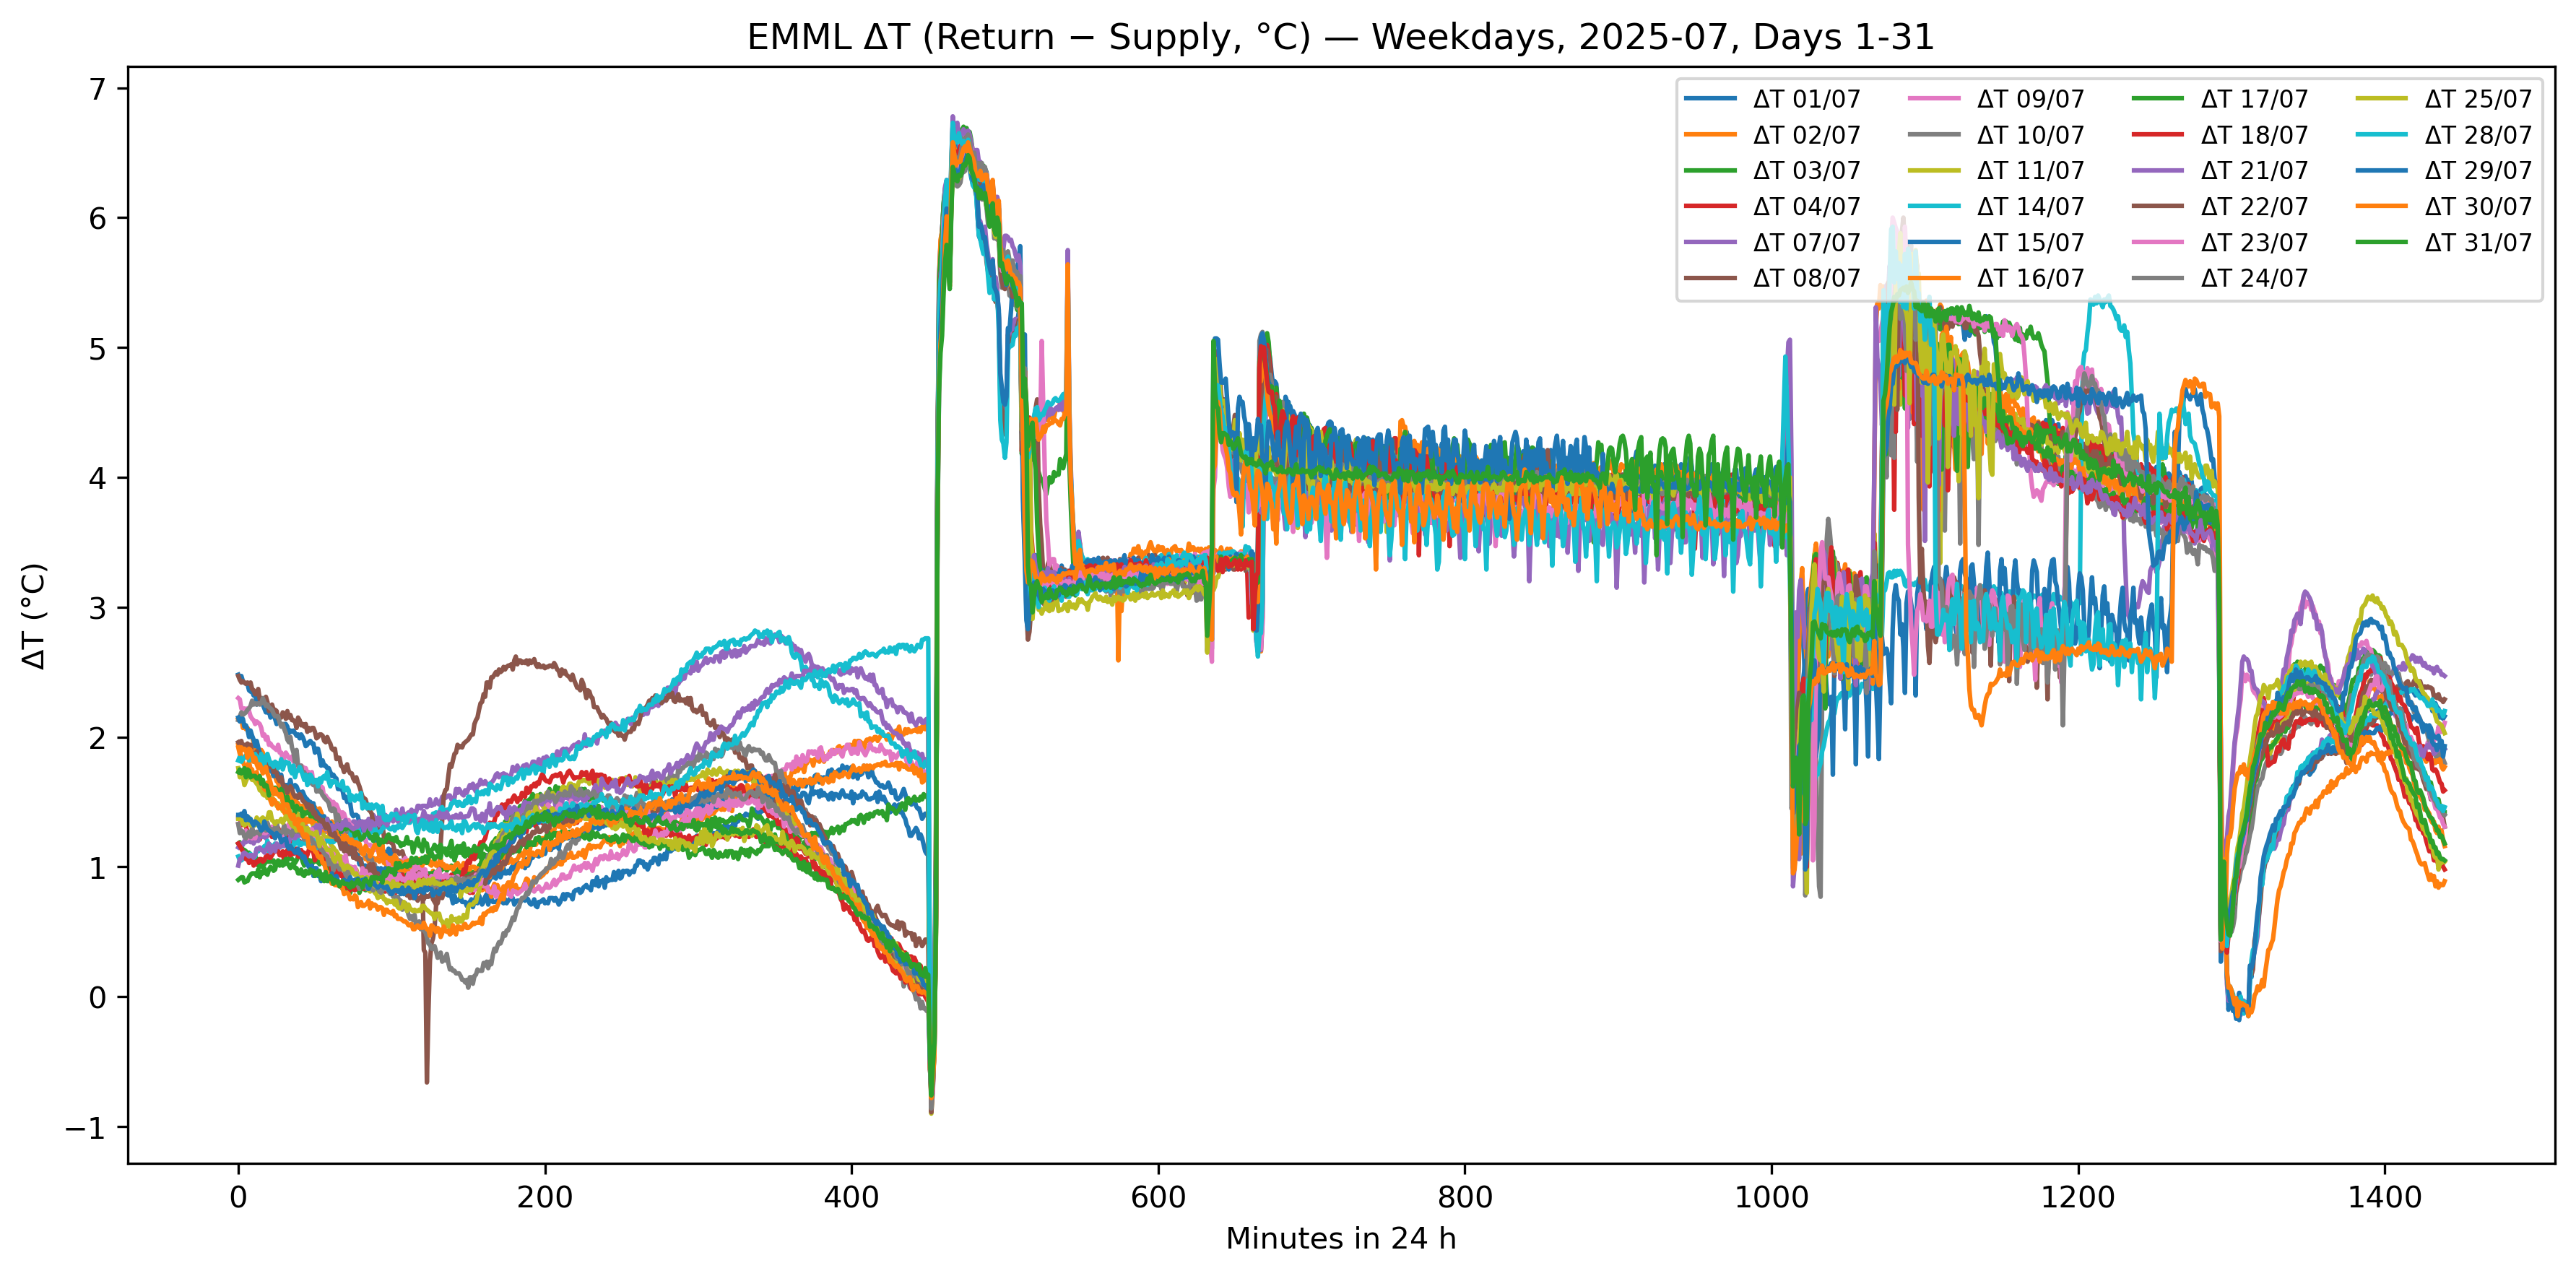 EMML ΔT (Return − Supply, °C) — Weekdays, 2025-07, Days 1-31
ΔT 01/07
ΔT 02/07
ΔT 03/07
ΔT 04/07
ΔT 07/07
ΔT 08/07
ΔT 09/07
ΔT 10/07
ΔT 11/07
ΔT 14/07
ΔT 15/07
ΔT 16/07
ΔT 17/07
ΔT 18/07
ΔT 21/07
ΔT 22/07
ΔT 23/07
ΔT 24/07
ΔT 25/07
ΔT 28/07
ΔT 29/07
ΔT 30/07
ΔT 31/07
ΔT (°C)
7
6
5
4
3
2
1
0
−1
0 200 400 600 800 1000 1200 1400
Minutes in 24 h